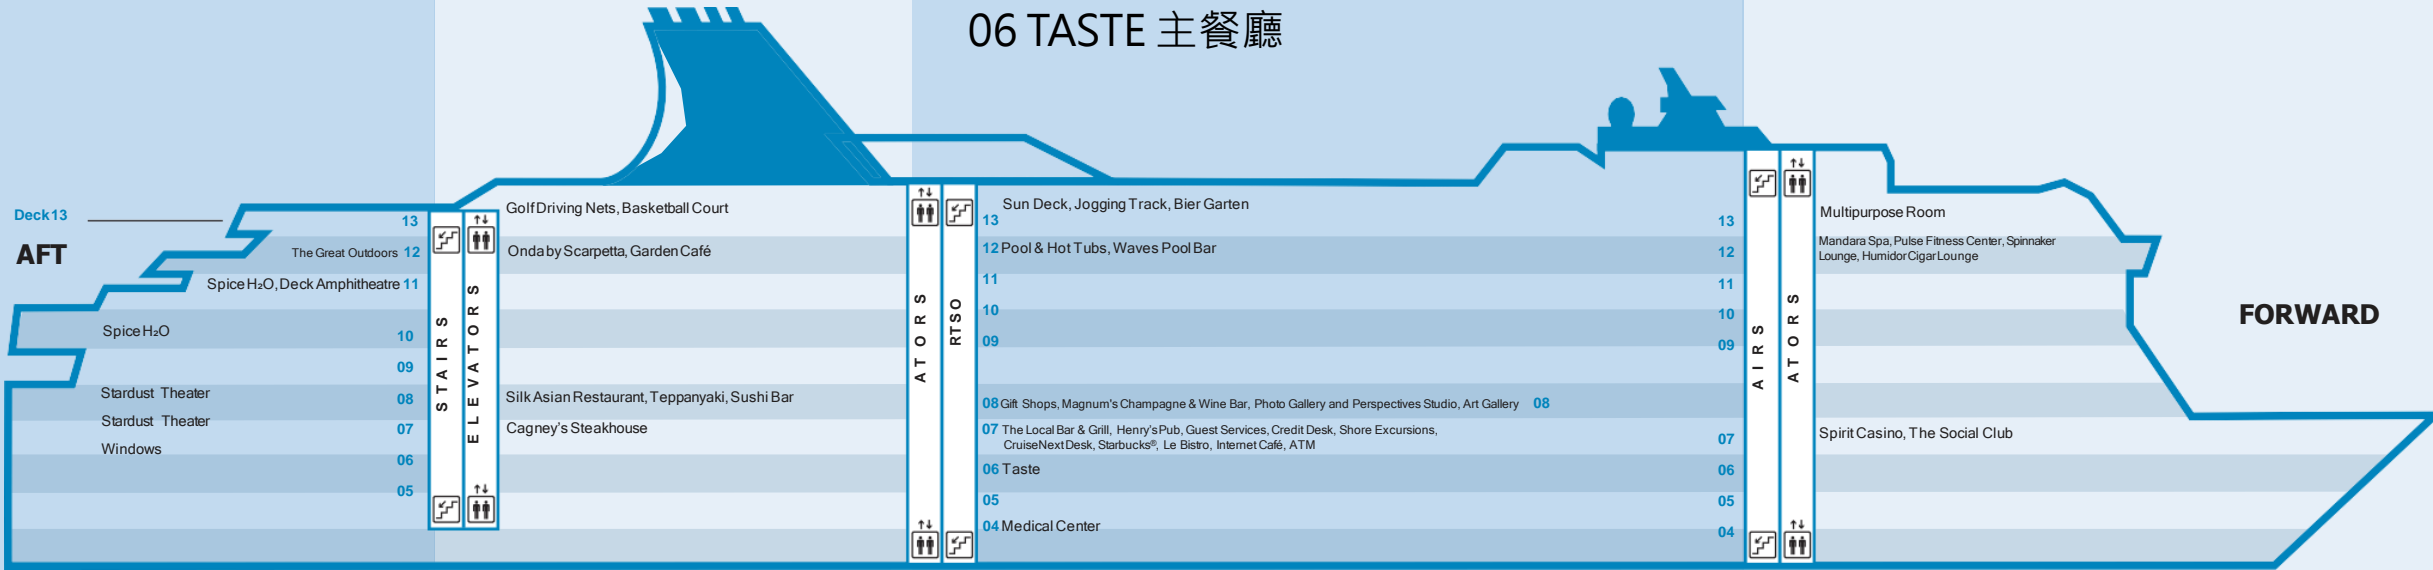 06 TASTE 主餐廳
Deck13
AFT
13
The Great Outdoors 12
Spice H₂O, Deck Amphitheatre 11
Spice H₂O
10
09
Stardust Theater
08
Stardust Theater
07
Windows
06
05
STAIRS
ELEVATORS
Golf Driving Nets, Basketball Court
Onda by Scarpetta, Garden Café
Silk Asian Restaurant, Teppanyaki, Sushi Bar
Cagney's Steakhouse
ATORS
RTSO
Sun Deck, Jogging Track, Bier Garten
13
12 Pool & Hot Tubs, Waves Pool Bar
11
10
09
08 Gift Shops, Magnum's Champagne & Wine Bar, Photo Gallery and Perspectives Studio, Art Gallery 08
07 The Local Bar & Grill, Henry's Pub, Guest Services, Credit Desk, Shore Excursions,
CruiseNext Desk, Starbucks®, Le Bistro, Internet Café, ATM
06 Taste
05
04 Medical Center
13
12
11
10
09
07
06
05
04
AIRS
ATORS
Multipurpose Room
Mandara Spa, Pulse Fitness Center, Spinnaker
Lounge, Humidor Cigar Lounge
Spirit Casino, The Social Club
FORWARD